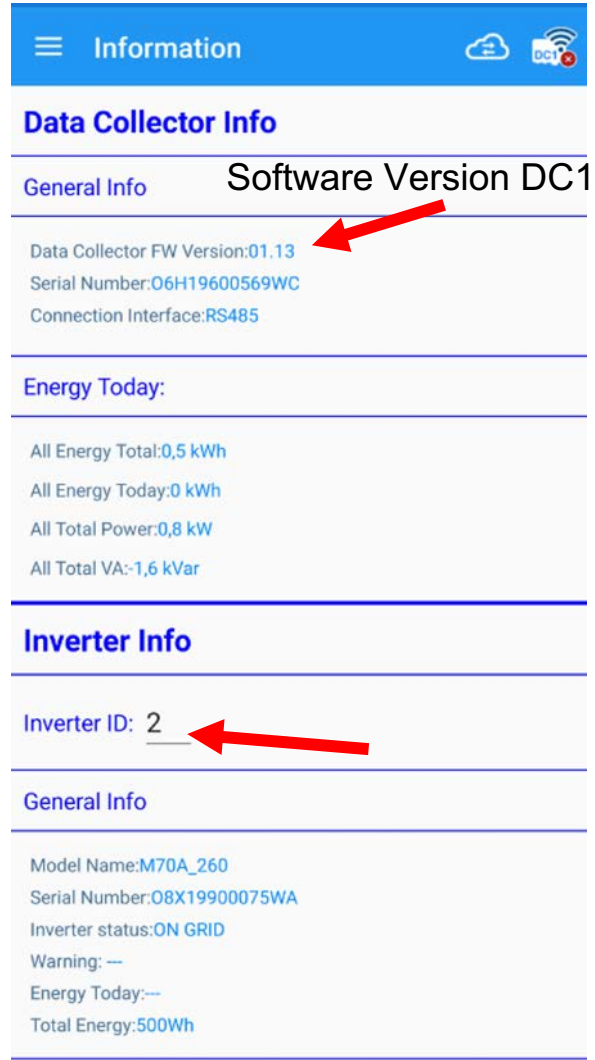 Information
DC1
Data Collector Info
General Info
Software Version DC1
Data Collector FW Version:01.13
Serial Number:O6H19600569WC
Connection Interface:RS485
Energy Today:
All Energy Total:0,5 kWh
All Energy Today:0 kWh
All Total Power:0,8 kW
All Total VA:-1,6 kVar
Inverter Info
Inverter ID: 2
General Info
Model Name:M70A_260
Serial Number:O8X19900075WA
Inverter status:ON GRID
Warning: ---
Energy Today:---
Total Energy:500Wh